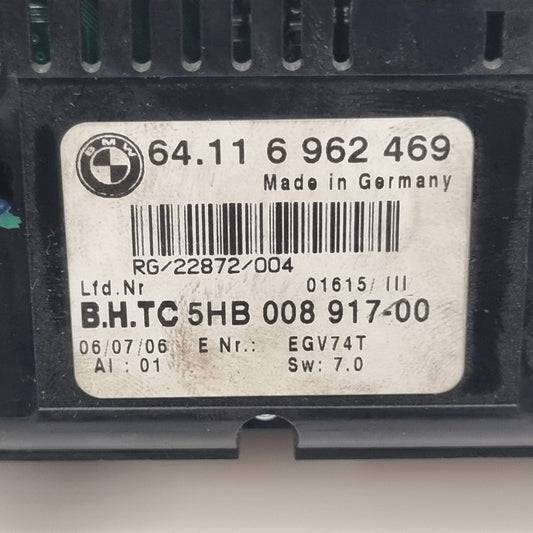 BMW 64.11 6 962 469
Made in Germany
RG/22872/004
Lfd.Nr 01615/ III
B.H.TC 5HB 008 917-00
06/07/06 E Nr.: EGV74T
AI : 01 Sw: 7.0